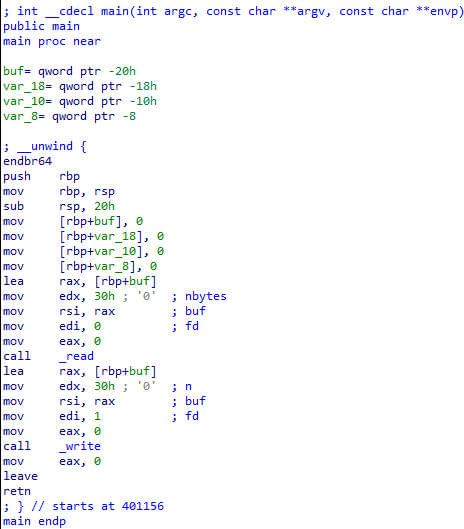 ; int __cdecl main(int argc, const char **argv, const char **envp)
public main
main proc near
buf= qword ptr -20h
var_18= qword ptr -18h
var_10= qword ptr -10h
var_8= qword ptr -8
; __unwind {
endbr64
push    rbp
mov     rbp, rsp
sub     rsp, 20h
mov     [rbp+buf], 0
mov     [rbp+var_18], 0
mov     [rbp+var_10], 0
mov     [rbp+var_8], 0
lea     rax, [rbp+buf]
mov     edx, 30h ; '0'  ; nbytes
mov     rsi, rax        ; buf
mov     edi, 0          ; fd
mov     eax, 0
call    _read
lea     rax, [rbp+buf]
mov     edx, 30h ; '0'  ; n
mov     rsi, rax        ; buf
mov     edi, 1          ; fd
mov     eax, 0
call    _write
mov     eax, 0
leave
retn
; } // starts at 401156
main endp